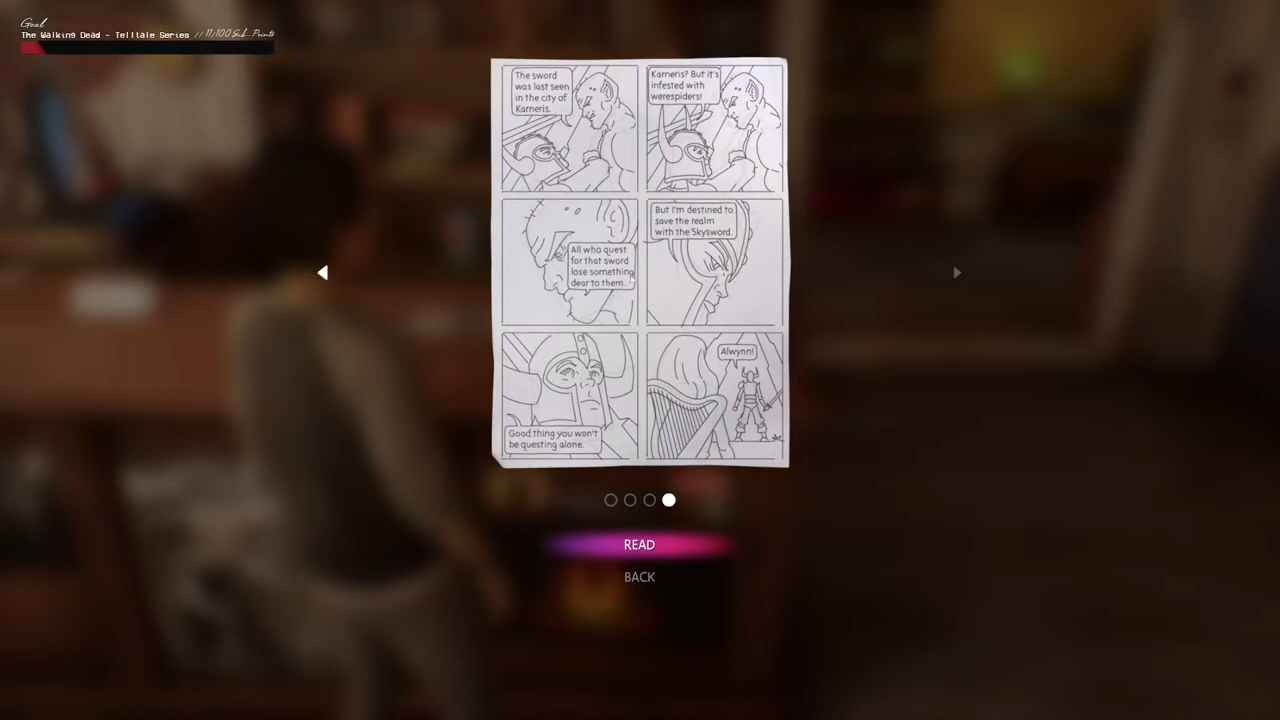 Goal
The Walking Dead - Telltale Series // 11/100 Sub Points
The sword
was last seen
in the city of
Karneris.
Karneris? But it's
infested with
werespiders!
All who quest
for that sword
lose something
dear to them.
But I'm destined to
save the realm
with the Skysword.
Good thing you won't
be questing alone.
Alwynn!
READ
BACK